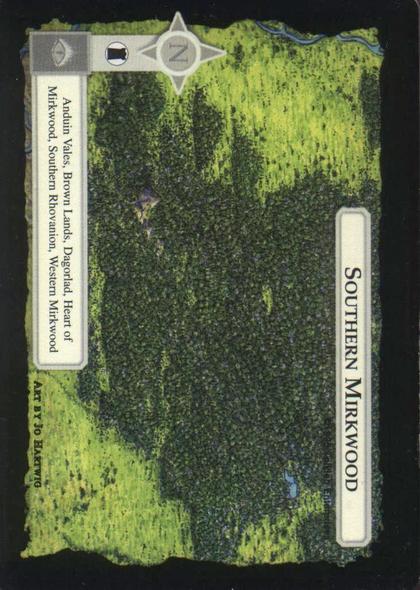 SOUTHERN MIRKWOOD
N
Anduin Vales, Brown Lands, Dagorlad, Heart of
Mirkwood, Southern Rhovanion, Western Mirkwood
ART BY JO HARTWIG